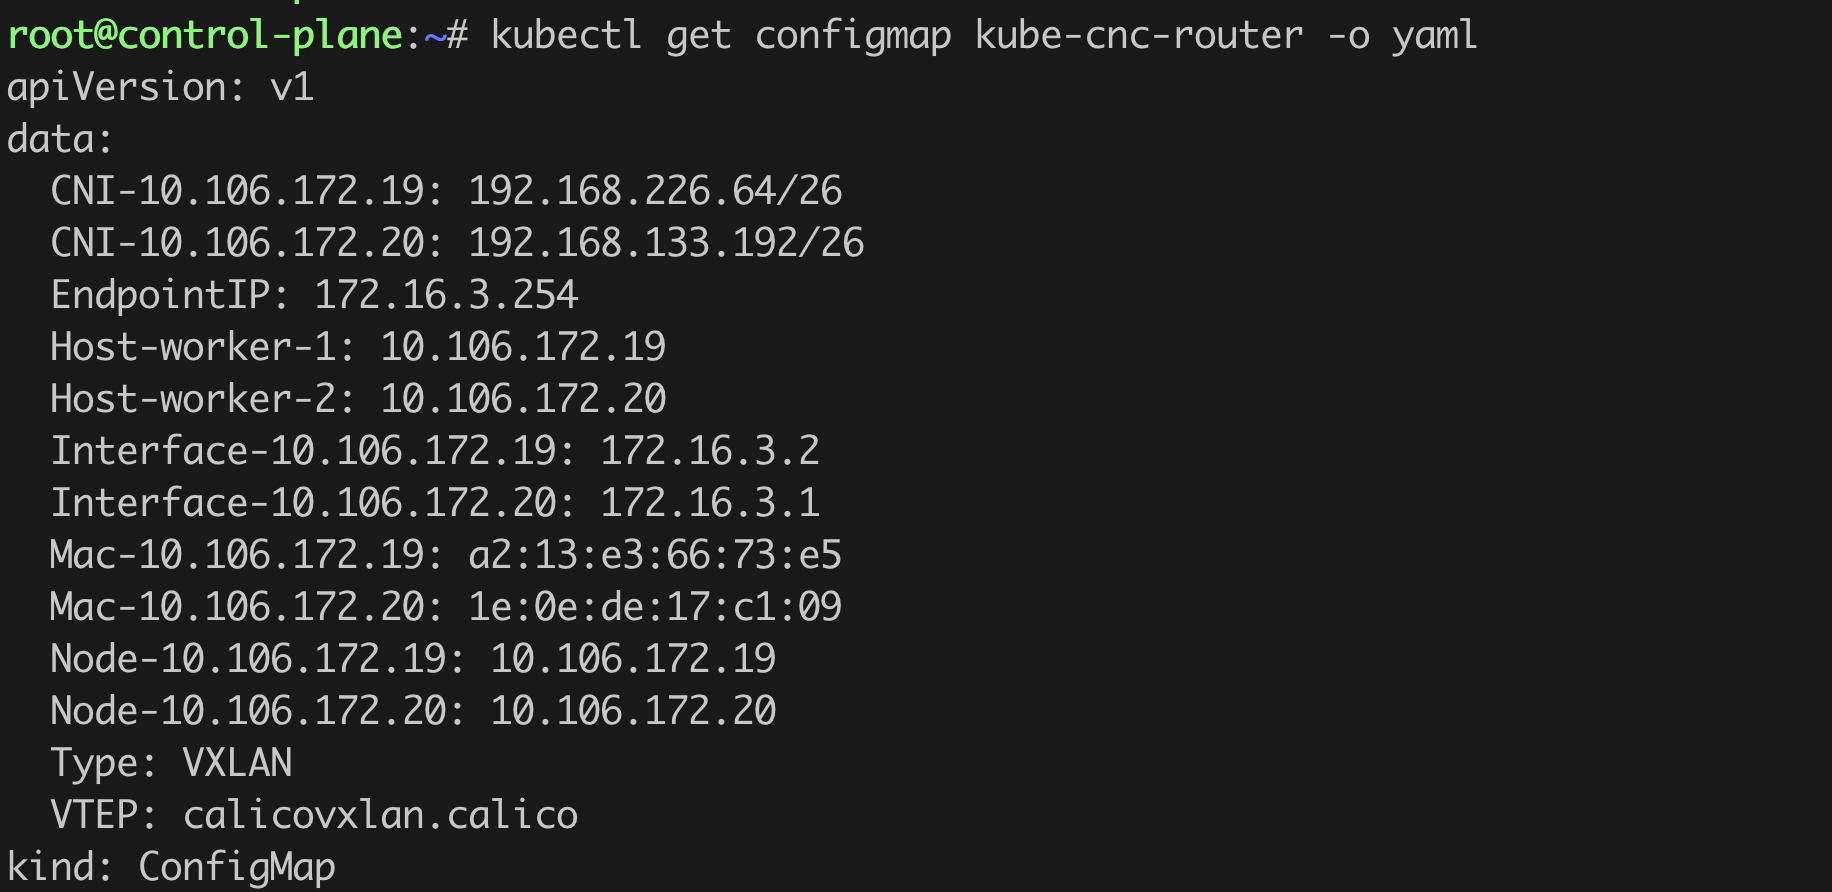 root@control-plane:~# kubectl get configmap kube-cnc-router -o yaml
apiVersion: v1
data:
  CNI-10.106.172.19: 192.168.226.64/26
  CNI-10.106.172.20: 192.168.133.192/26
  EndpointIP: 172.16.3.254
  Host-worker-1: 10.106.172.19
  Host-worker-2: 10.106.172.20
  Interface-10.106.172.19: 172.16.3.2
  Interface-10.106.172.20: 172.16.3.1
  Mac-10.106.172.19: a2:13:e3:66:73:e5
  Mac-10.106.172.20: 1e:0e:de:17:c1:09
  Node-10.106.172.19: 10.106.172.19
  Node-10.106.172.20: 10.106.172.20
  Type: VXLAN
  VTEP: calicovxlan.calico
kind: ConfigMap